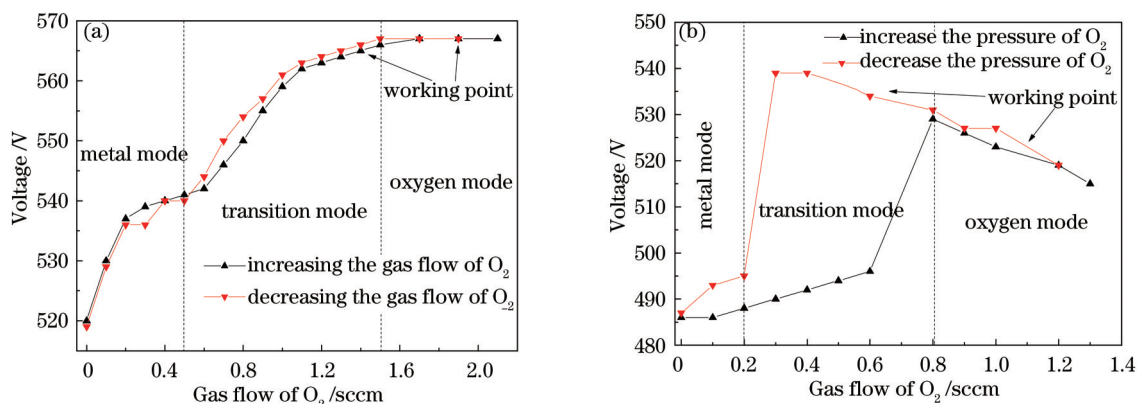 (a)
570
560
550
540
530
520
Voltage /V
metal mode
transition mode
oxygen mode
working point
increasing the gas flow of O2
decreasing the gas flow of O2
0 0.4 0.8 1.2 1.6 2.0
Gas flow of O2 /sccm
(b)
550
540
530
520
510
500
490
480
Voltage /V
increase the pressure of O2
decrease the pressure of O2
working point
metal mode
transition mode
oxygen mode
0 0.2 0.4 0.6 0.8 1.0 1.2 1.4
Gas flow of O2 /sccm